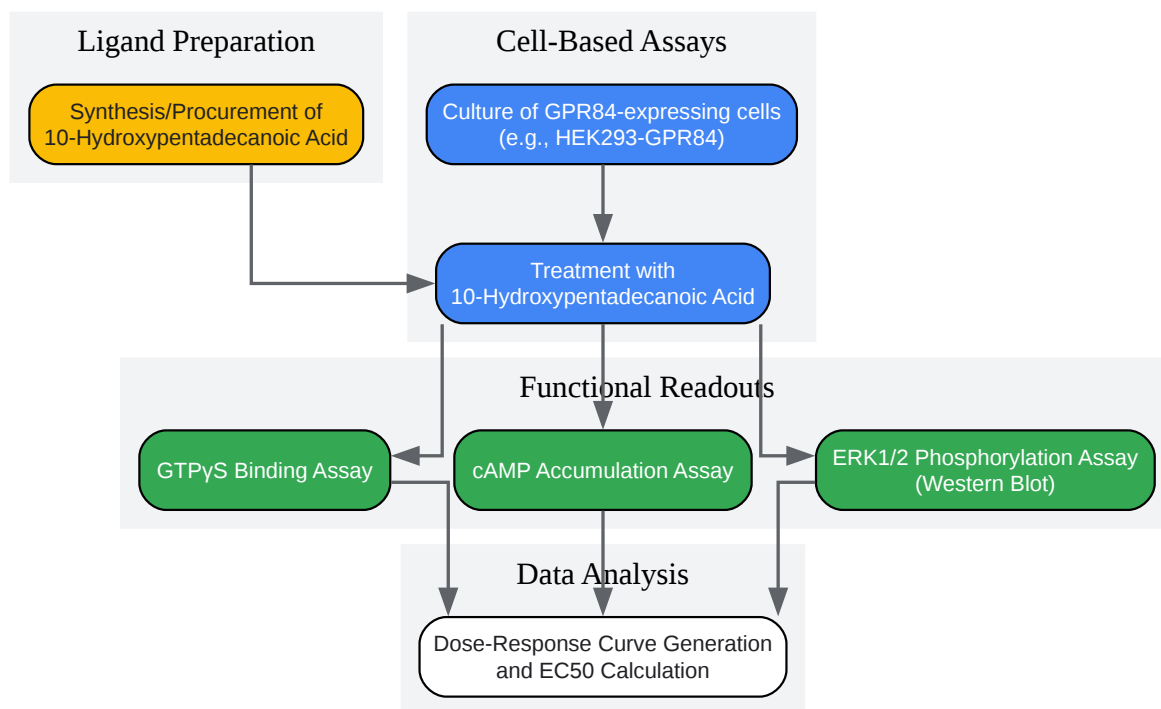 Ligand Preparation
Synthesis/Procurement of
10-Hydroxypentadecanoic Acid
Cell-Based Assays
Culture of GPR84-expressing cells
(e.g., HEK293-GPR84)
Treatment with
10-Hydroxypentadecanoic Acid
Functional Readouts
GTPγS Binding Assay
cAMP Accumulation Assay
ERK1/2 Phosphorylation Assay
(Western Blot)
Data Analysis
Dose-Response Curve Generation
and EC50 Calculation